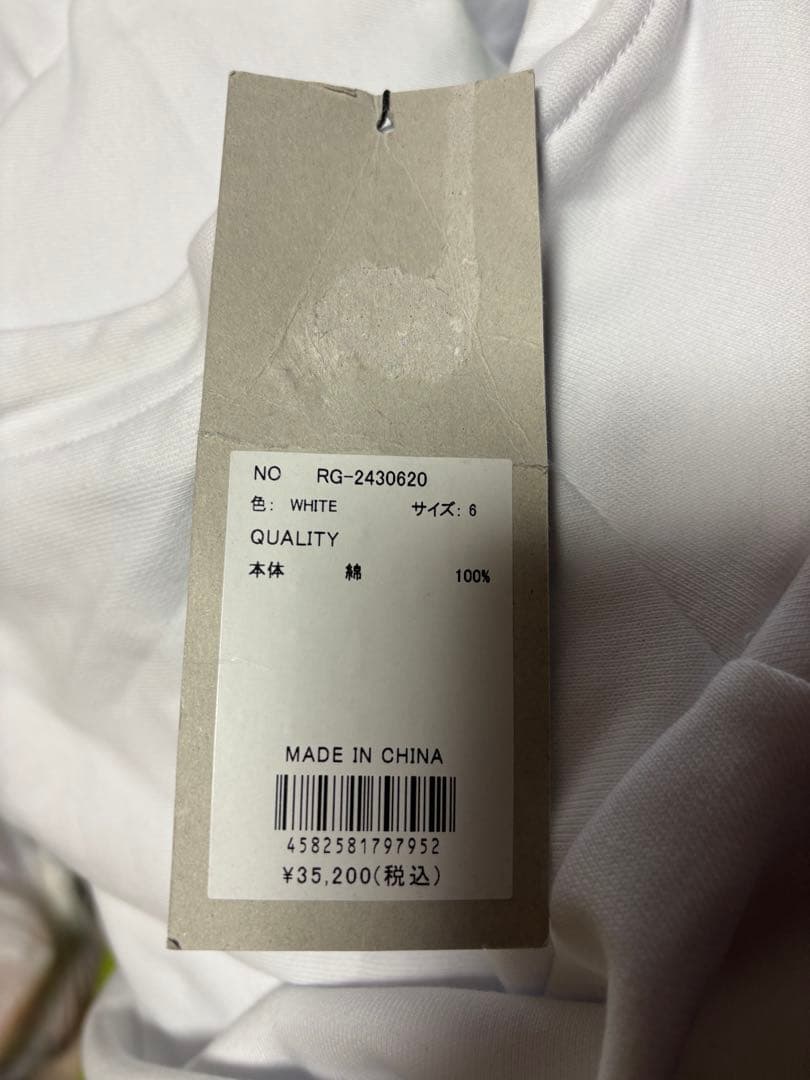 NO RG-2430620
色: WHITE サイズ: 6
QUALITY
本体 綿 100%
MADE IN CHINA
4582581797952
¥35,200(税込)